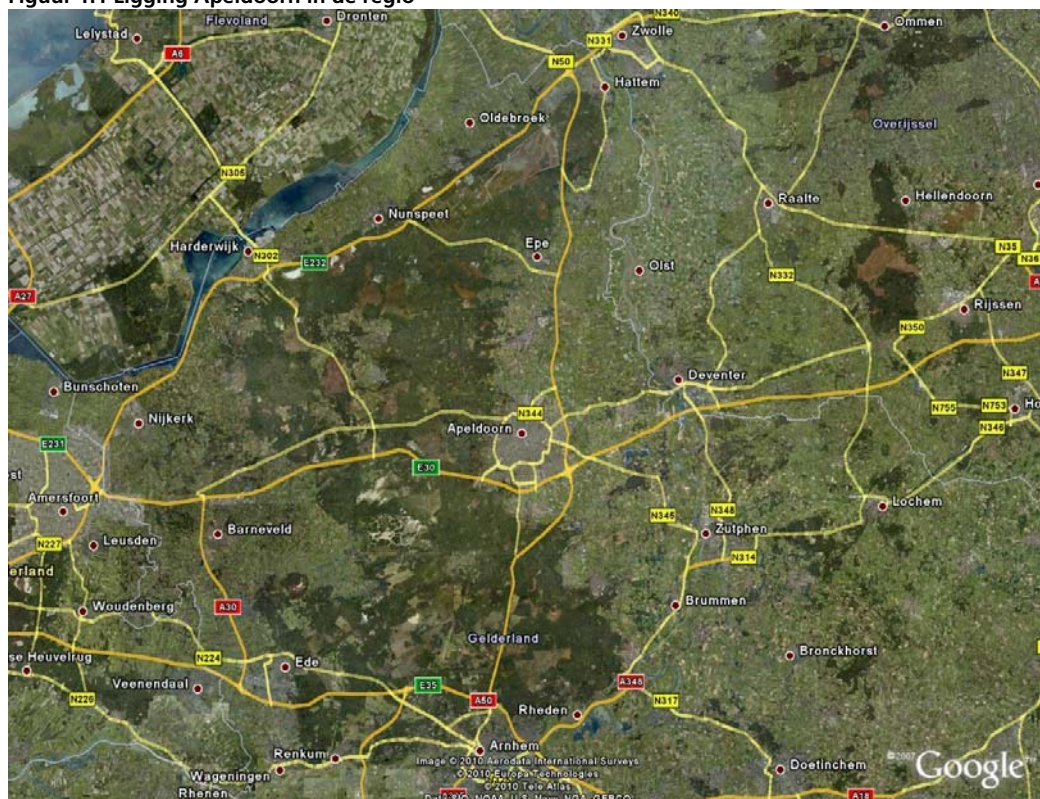 Figuur 1.1 Ligging Apeldoorn in de regio
Flevoland
Dronten
N340
Ommen
Lelystad
A6
N331
Zwolle
N50
Hattem
Oldebroek
Overijssel
N305
Nunspeet
Raalte
Hellendoorn
Harderwijk
N302
E232
Epe
Olst
N35
N332
A27
Rijssen
N350
Bunschoten
Deventer
N347
Nijkerk
N344
N755
N753
Apeldoorn
N346
E231
E30
Amersfoort
Lochem
N345
N348
Barneveld
Zutphen
N227
Leusden
N314
Woudenberg
A30
Brummen
Gelderland
N224
Ede
Bronckhorst
Veenendaal
E35
A348
N226
A50
N317
Rheden
Arnhem
Renkum
Image © 2010 Aerodata International Surveys
Wageningen
© 2010 Europa Technologies
Doetinchem
©2007 Google™
Rhenen
© 2010 Tele Atlas
A18